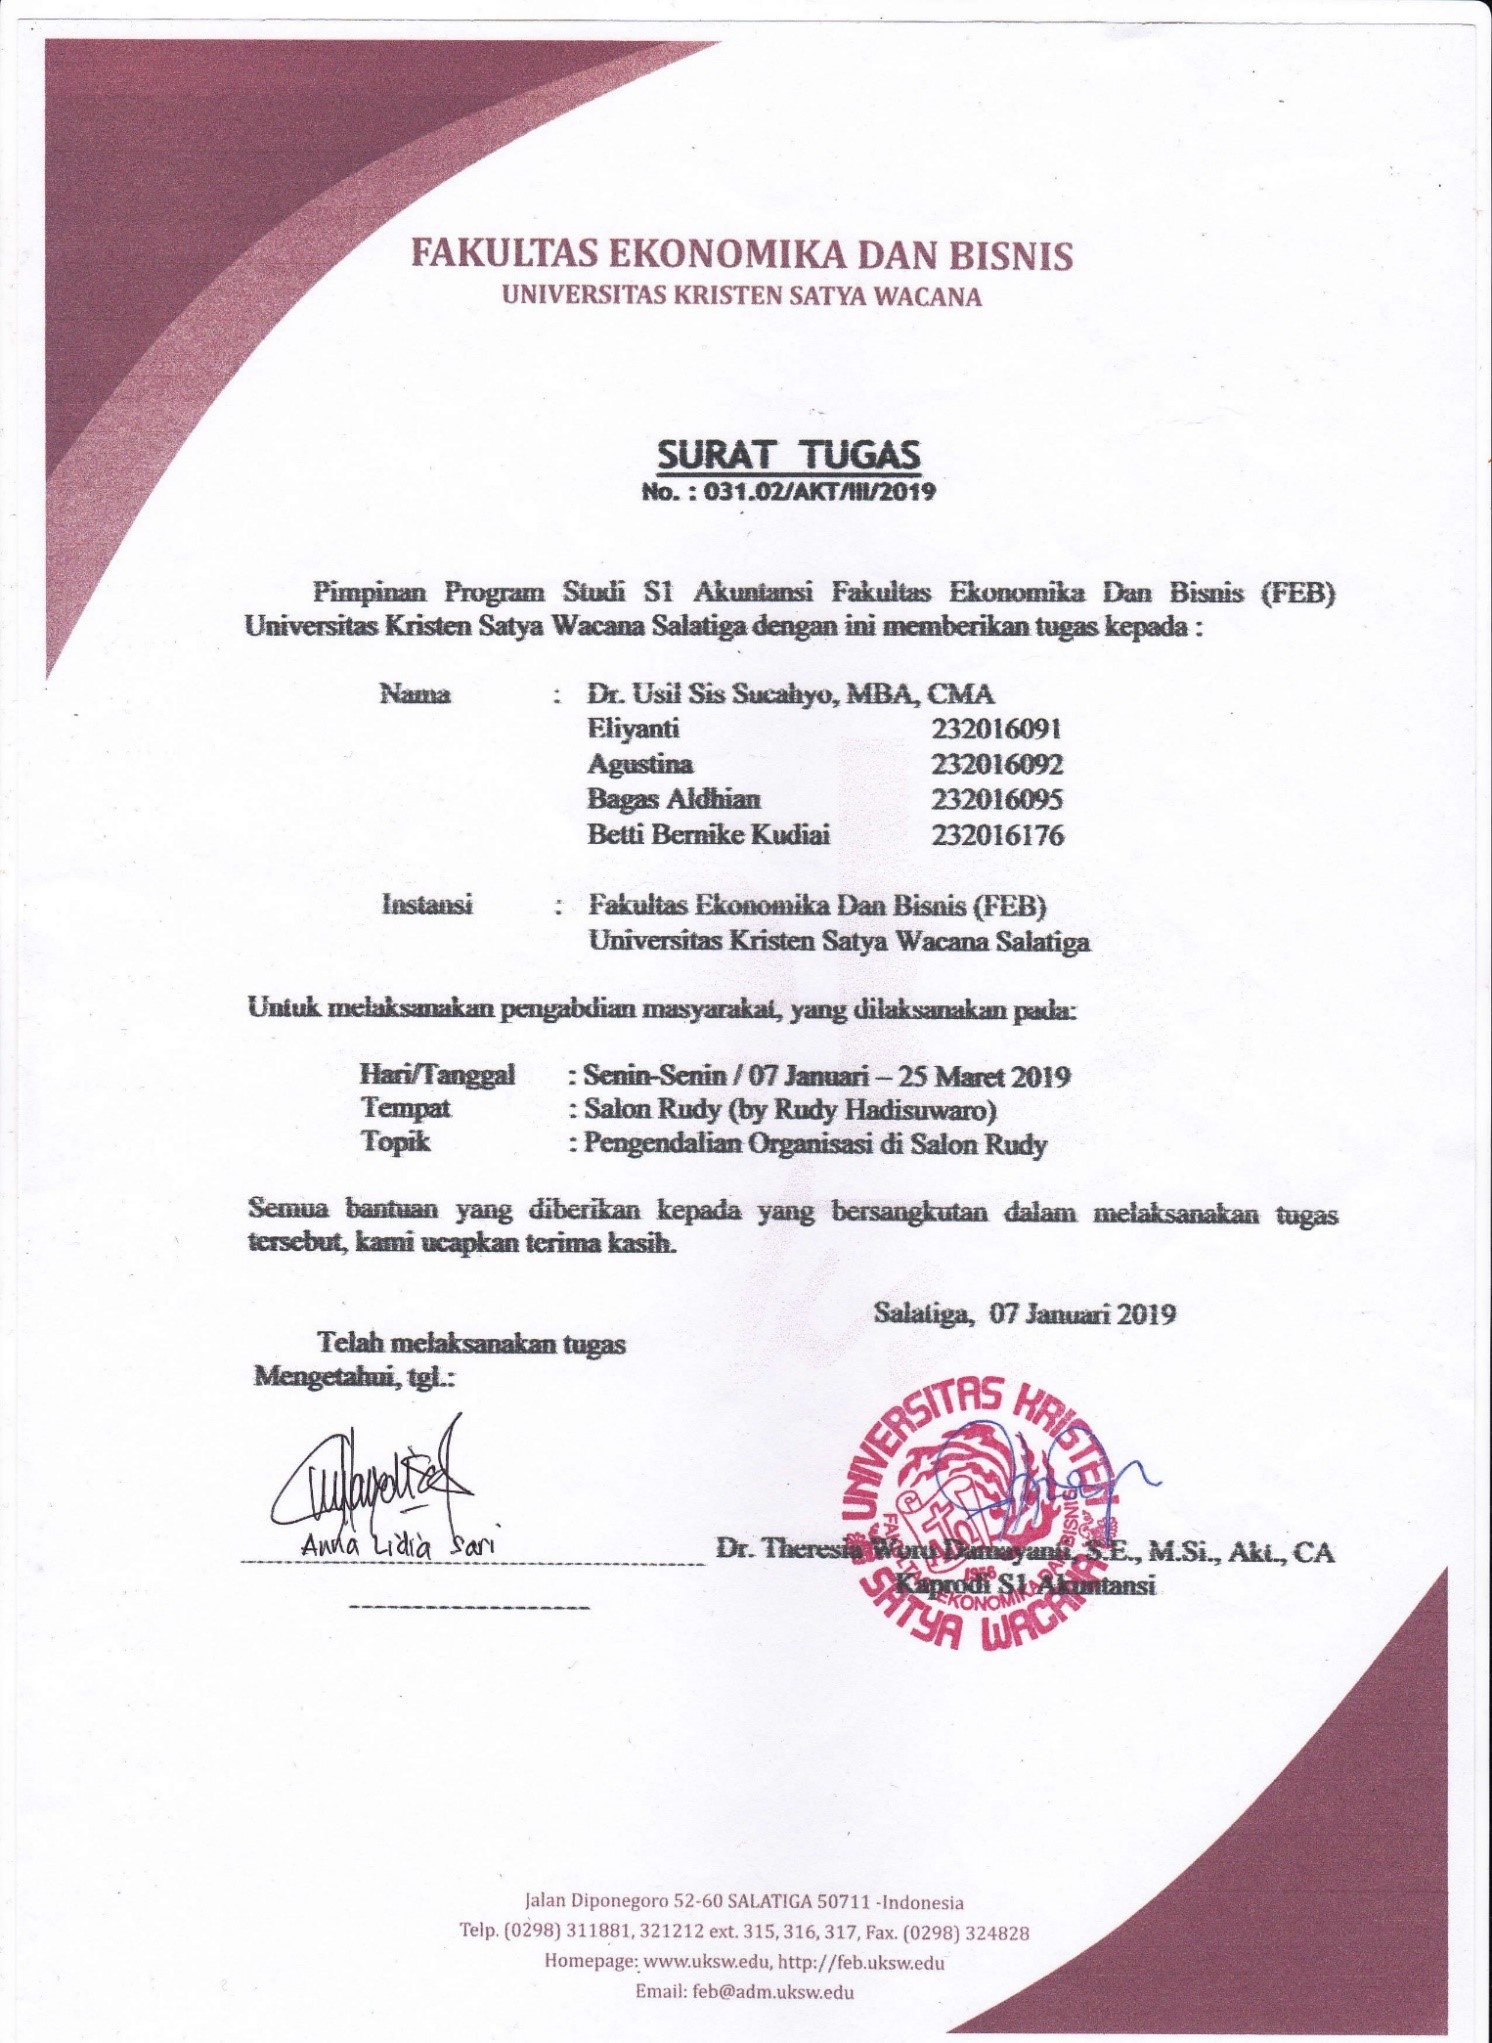 FAKULTAS EKONOMIKA DAN BISNIS
UNIVERSITAS KRISTEN SATYA WACANA
SURAT TUGAS
No. : 031.02/AKT/III/2019
Pimpinan Program Studi S1 Akuntansi Fakultas Ekonomika Dan Bisnis (FEB)
Universitas Kristen Satya Wacana Salatiga dengan ini memberikan tugas kepada :
Nama : Dr. Usil Sis Sucahyo, MBA, CMA
Eliyanti 232016091
Agustina 232016092
Bagas Aldhian 232016095
Betti Bernike Kudiai 232016176
Instansi : Fakultas Ekonomika Dan Bisnis (FEB)
Universitas Kristen Satya Wacana Salatiga
Untuk melaksanakan pengabdian masyarakat, yang dilaksanakan pada:
Hari/Tanggal : Senin-Senin / 07 Januari – 25 Maret 2019
Tempat : Salon Rudy (by Rudy Hadisuwaro)
Topik : Pengendalian Organisasi di Salon Rudy
Semua bantuan yang diberikan kepada yang bersangkutan dalam melaksanakan tugas
tersebut, kami ucapkan terima kasih.
Salatiga, 07 Januari 2019
Telah melaksanakan tugas
Mengetahui, tgl.:
UNIVERSITAS KRISTEN
SATYA WACANA
FAKULTAS EKONOMIKA DAN BISNIS
1956
Anna Lidia Sari
Dr. Theresia Woro Damayanti, S.E., M.Si., Akt., CA
Kaprodi S1 Akuntansi
Jalan Diponegoro 52-60 SALATIGA 50711 -Indonesia
Telp. (0298) 311881, 321212 ext. 315, 316, 317, Fax. (0298) 324828
Homepage: www.uksw.edu, http://feb.uksw.edu
Email: feb@adm.uksw.edu